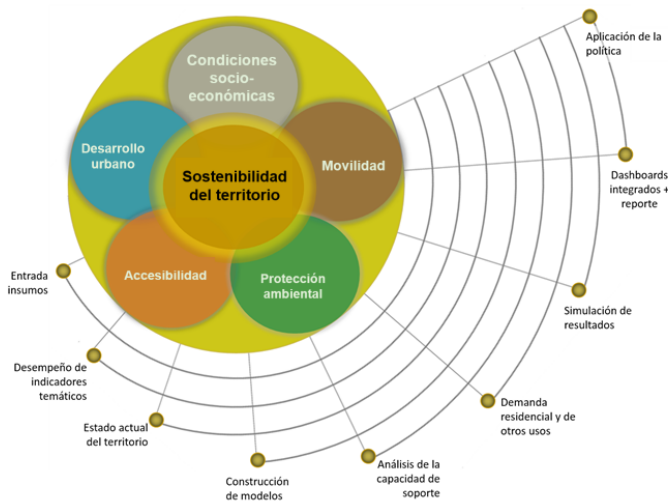 Condiciones
socio-
económicas
Desarrollo
urbano
Sostenibilidad
del territorio
Movilidad
Accesibilidad
Protección
ambiental
Entrada
insumos
Desempeño de
indicadores
temáticos
Estado actual
del territorio
Construcción
de modelos
Análisis de la
capacidad de
soporte
Demanda
residencial y de
otros usos
Simulación de
resultados
Dashboards
integrados +
reporte
Aplicación de la
política